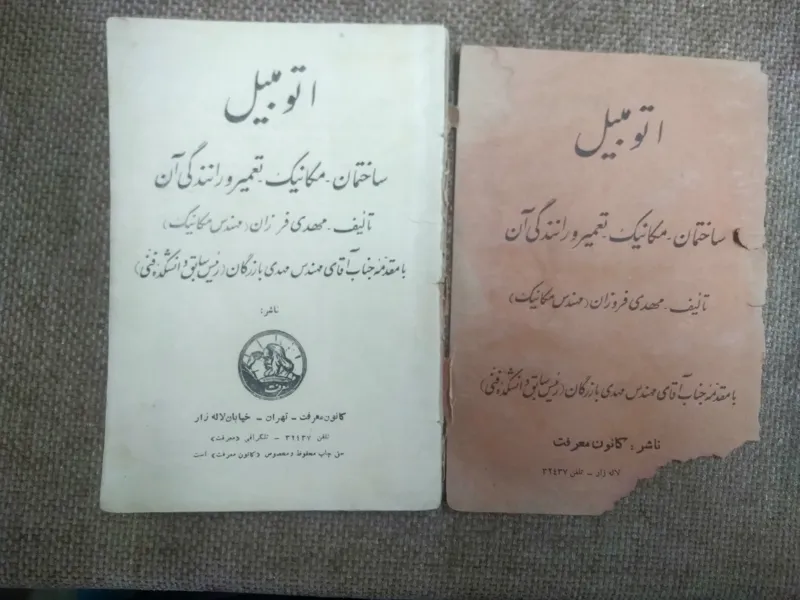 اتومبیل
ساختمان - مکانیک - تعمیر و رانندگی آن
تألیف - مهدی فروزان (مهندس مکانیک)
با مقدمه جناب آقای مهندس مهدی بازرگان (رئیس سابق دانشکده فنی)
ناشر : کانون معرفت
لاله زار - تلفن ۳۲۴۳۷
اتومبیل
ساختمان - مکانیک - تعمیر و رانندگی آن
تألیف - مهدی فرزان (مهندس مکانیک)
با مقدمه جناب آقای مهندس مهدی بازرگان (رئیس سابق دانشکده فنی)
ناشر :
معرفت
کانون معرفت - تهران - خیابان لاله زار
تلفن ۳۲۴۳۷ - تلگرافی «معرفت»
حق چاپ محفوظ و مخصوص «کانون معرفت» است